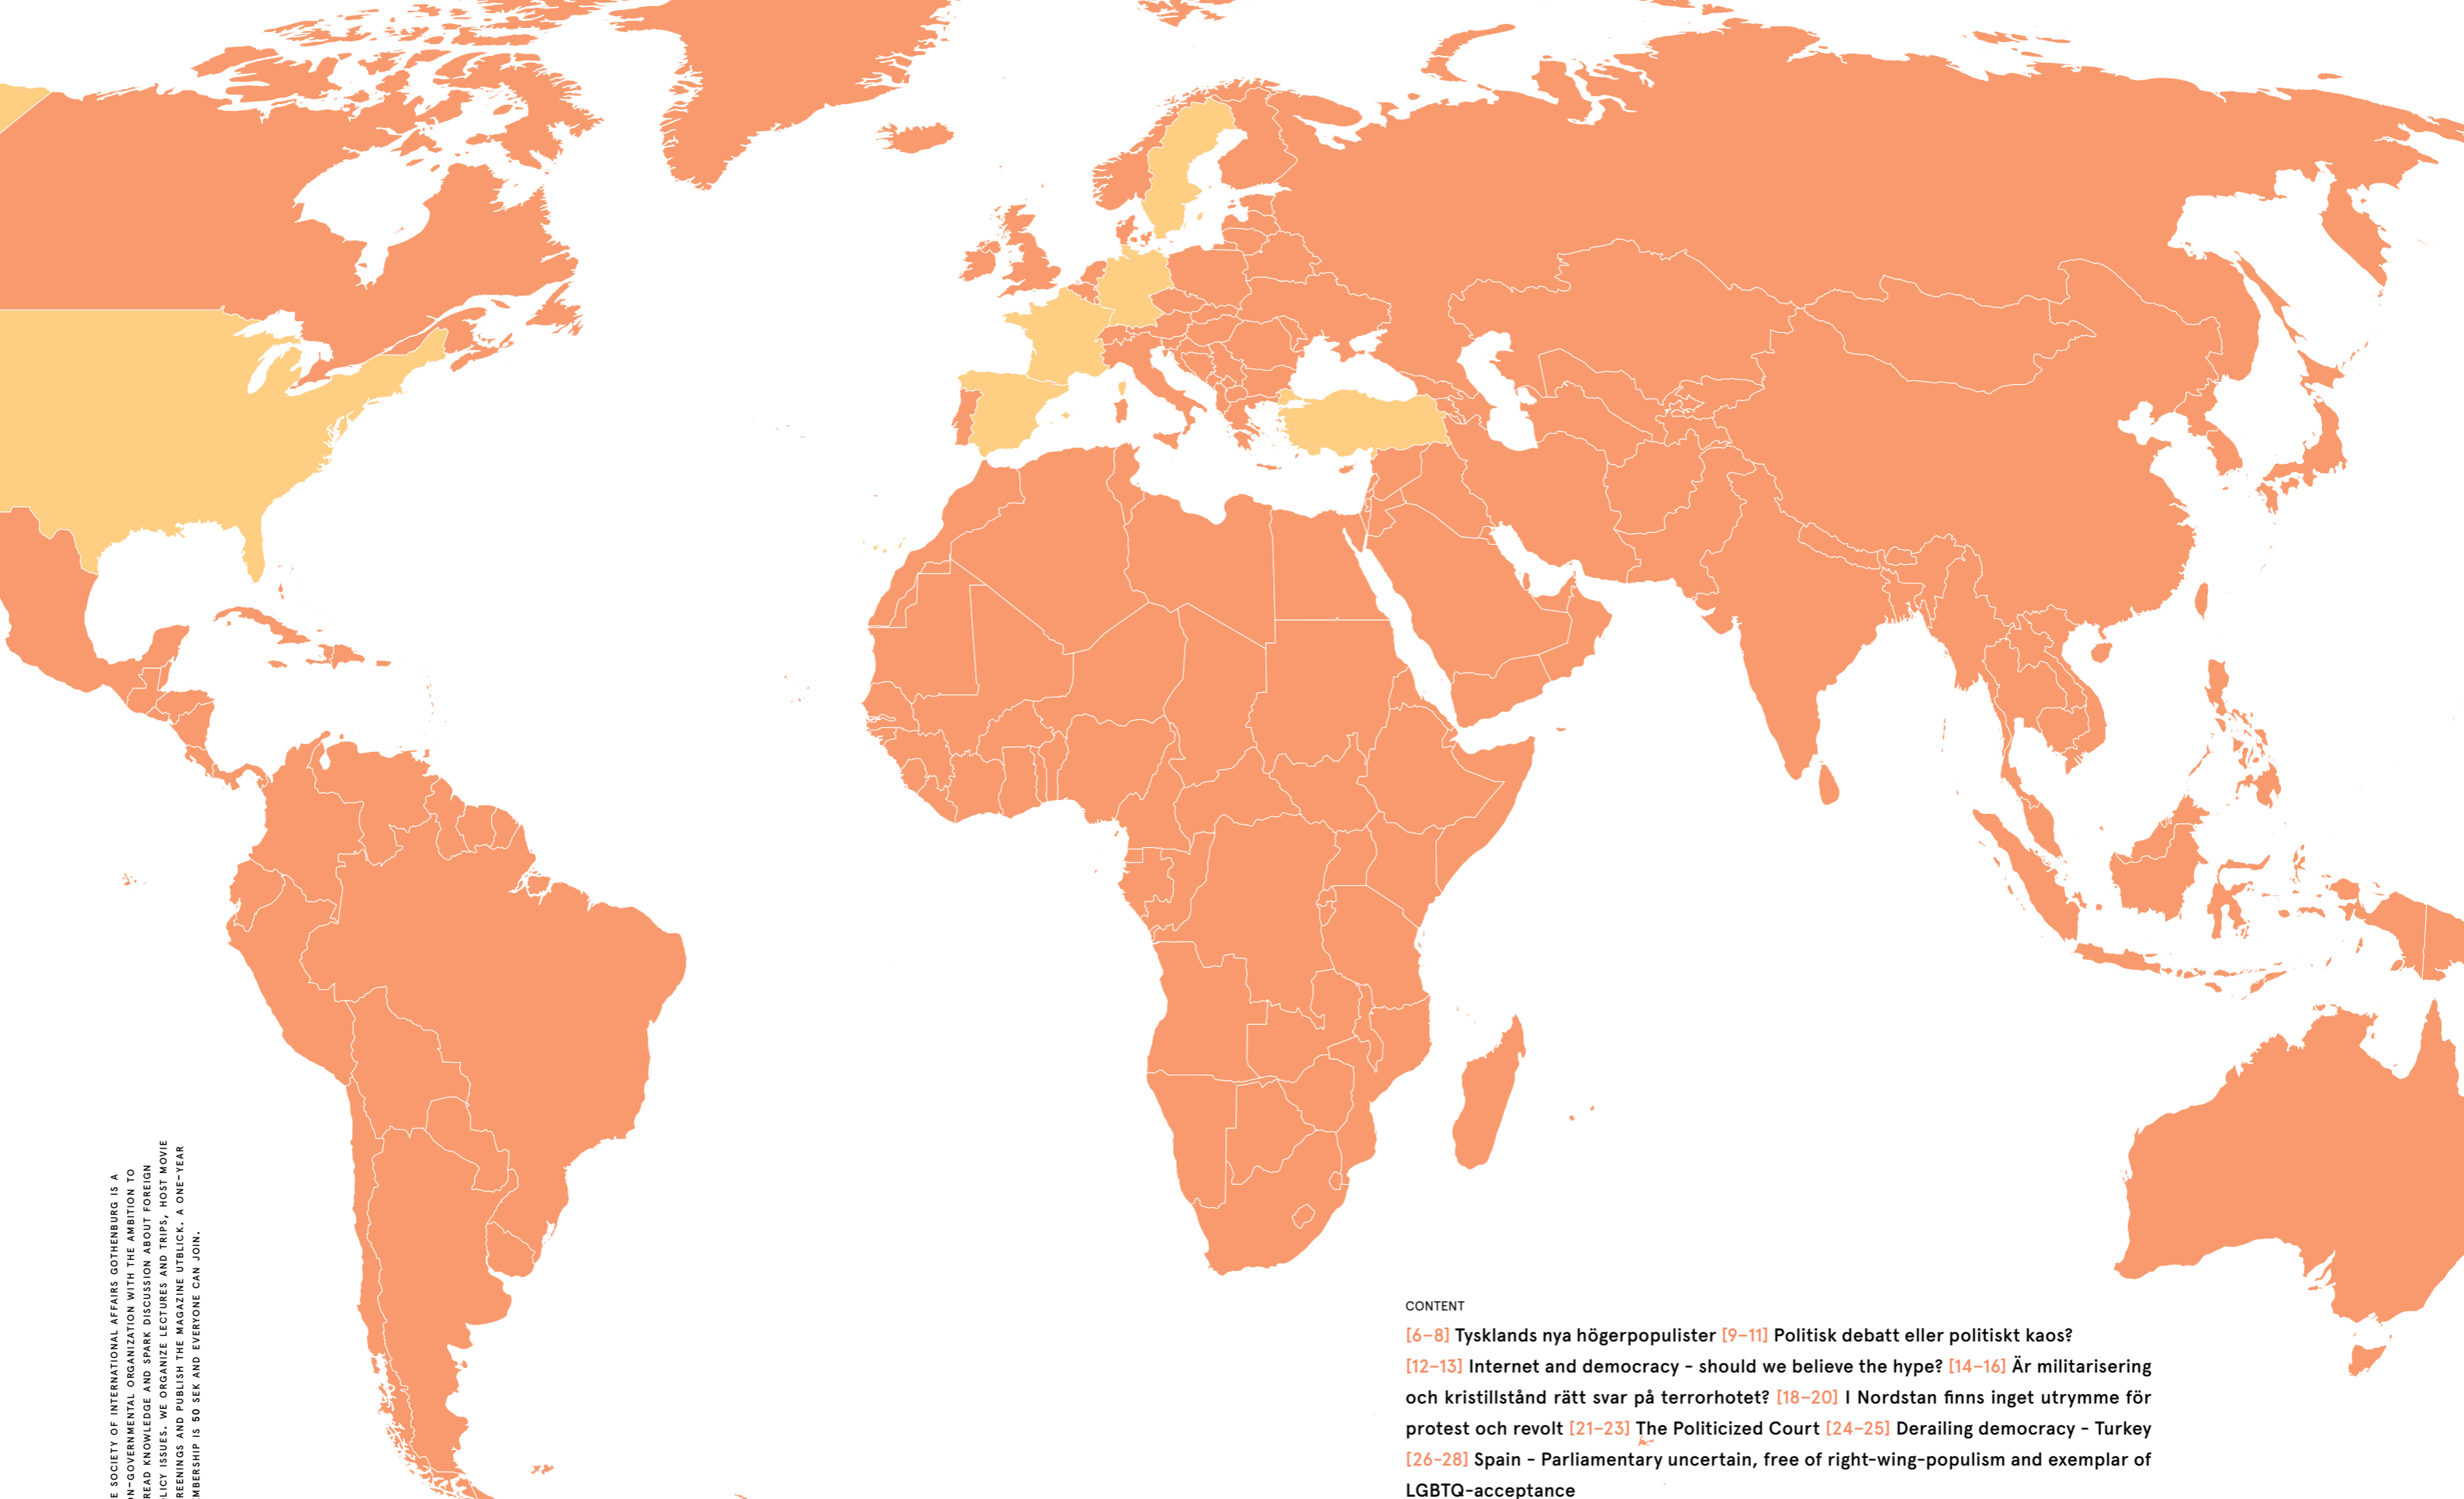 E SOCIETY OF INTERNATIONAL AFFAIRS GOTHENBURG IS A
ON-GOVERNMENTAL ORGANIZATION WITH THE AMBITION TO
READ KNOWLEDGE AND SPARK DISCUSSION ABOUT FOREIGN
LICY ISSUES. WE ORGANIZE LECTURES AND TRIPS, HOST MOVIE
REENINGS AND PUBLISH THE MAGAZINE UTBLICK. A ONE-YEAR
MBERSHIP IS 50 SEK AND EVERYONE CAN JOIN.
CONTENT
[6–8] Tysklands nya högerpopulister [9–11] Politisk debatt eller politiskt kaos?
[12–13] Internet and democracy - should we believe the hype? [14–16] Är militarisering
och kristillstånd rätt svar på terrorhotet? [18–20] I Nordstan finns inget utrymme för
protest och revolt [21–23] The Politicized Court [24–25] Derailing democracy - Turkey
[26-28] Spain - Parliamentary uncertain, free of right-wing-populism and exemplar of
LGBTQ-acceptance